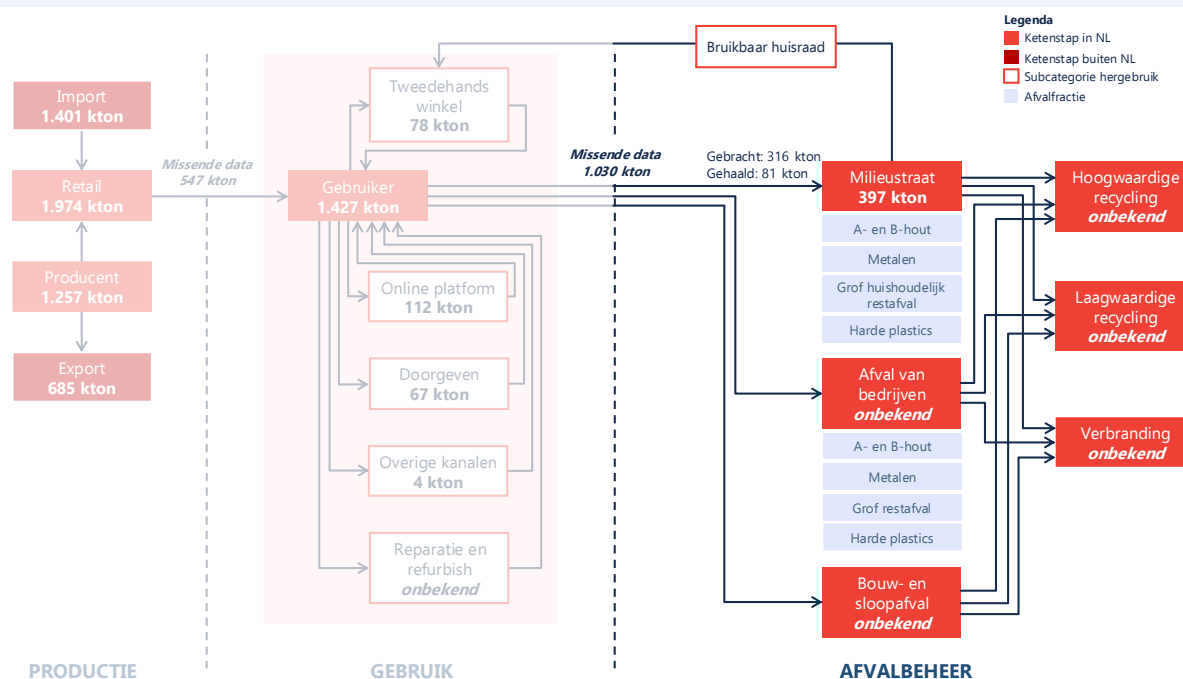 Legenda
Ketenstap in NL
Ketenstap buiten NL
Subcategorie hergebruik
Afvalfractie
Bruikbaar huisraad
Import
1.401 kton
Retail
1.974 kton
Producent
1.257 kton
Export
685 kton
Missende data
547 kton
Tweedehands
winkel
78 kton
Gebruiker
1.427 kton
Online platform
112 kton
Doorgeven
67 kton
Overige kanalen
4 kton
Reparatie en
refurbish
onbekend
Missende data
1.030 kton
Gebracht: 316 kton
Gehaald: 81 kton
Milieustraat
397 kton
A- en B-hout
Metalen
Grof huishoudelijk
restafval
Harde plastics
Afval van
bedrijven
onbekend
A- en B-hout
Metalen
Grof restafval
Harde plastics
Bouw- en
sloopafval
onbekend
Hoogwaardige
recycling
onbekend
Laagwaardige
recycling
onbekend
Verbranding
onbekend
PRODUCTIE
GEBRUIK
AFVALBEHEER